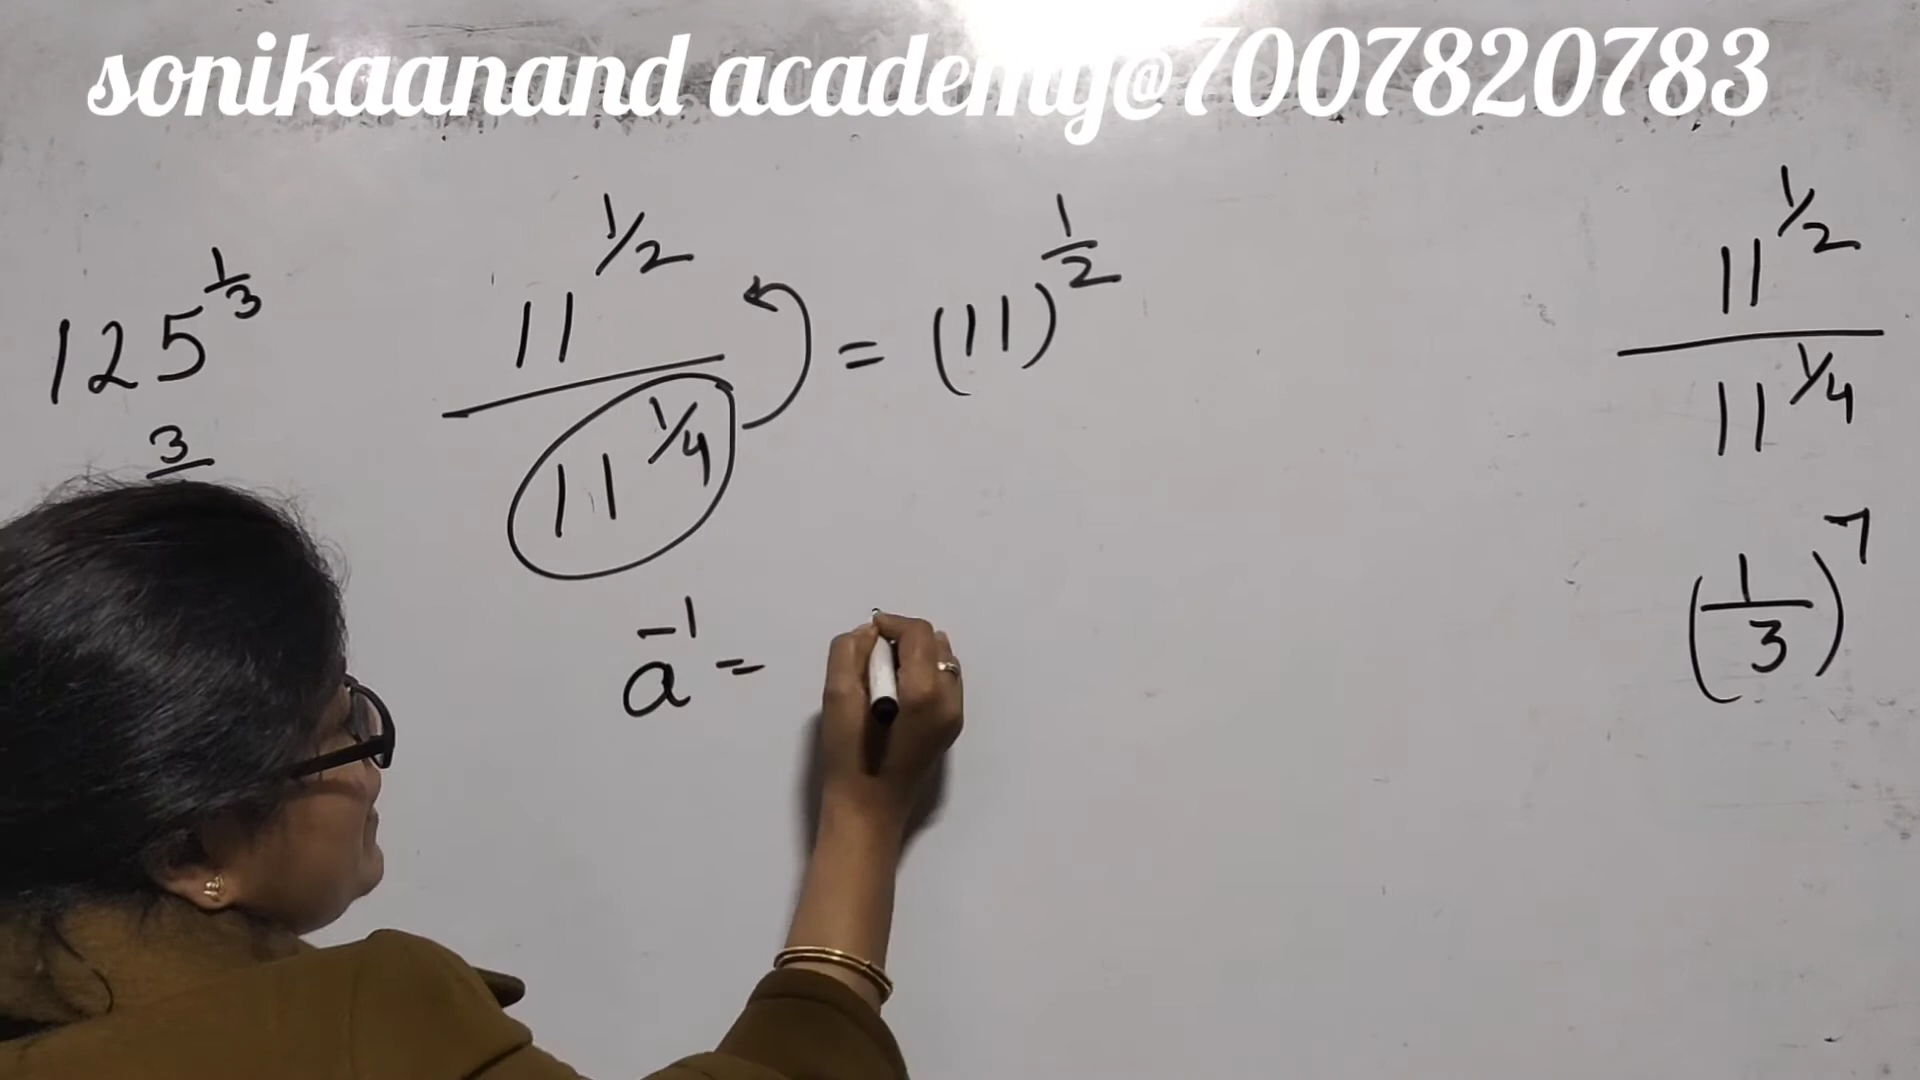 sonikaanand academy@7007820783
125^(1/3)
3
11^(1/2) / 11^(1/4) = (11)^(1/2)
a^-1 =
11^(1/2) / 11^(1/4)
(1/3)^7